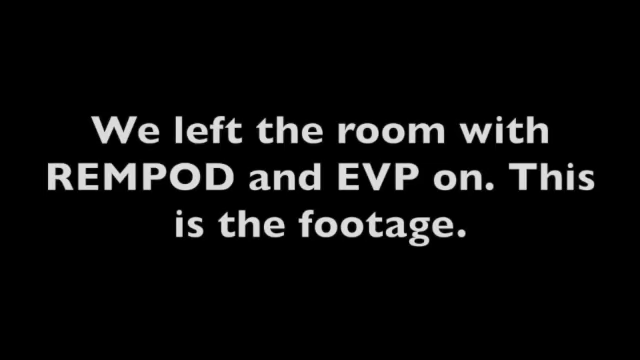 We left the room with
REMPOD and EVP on. This
is the footage.